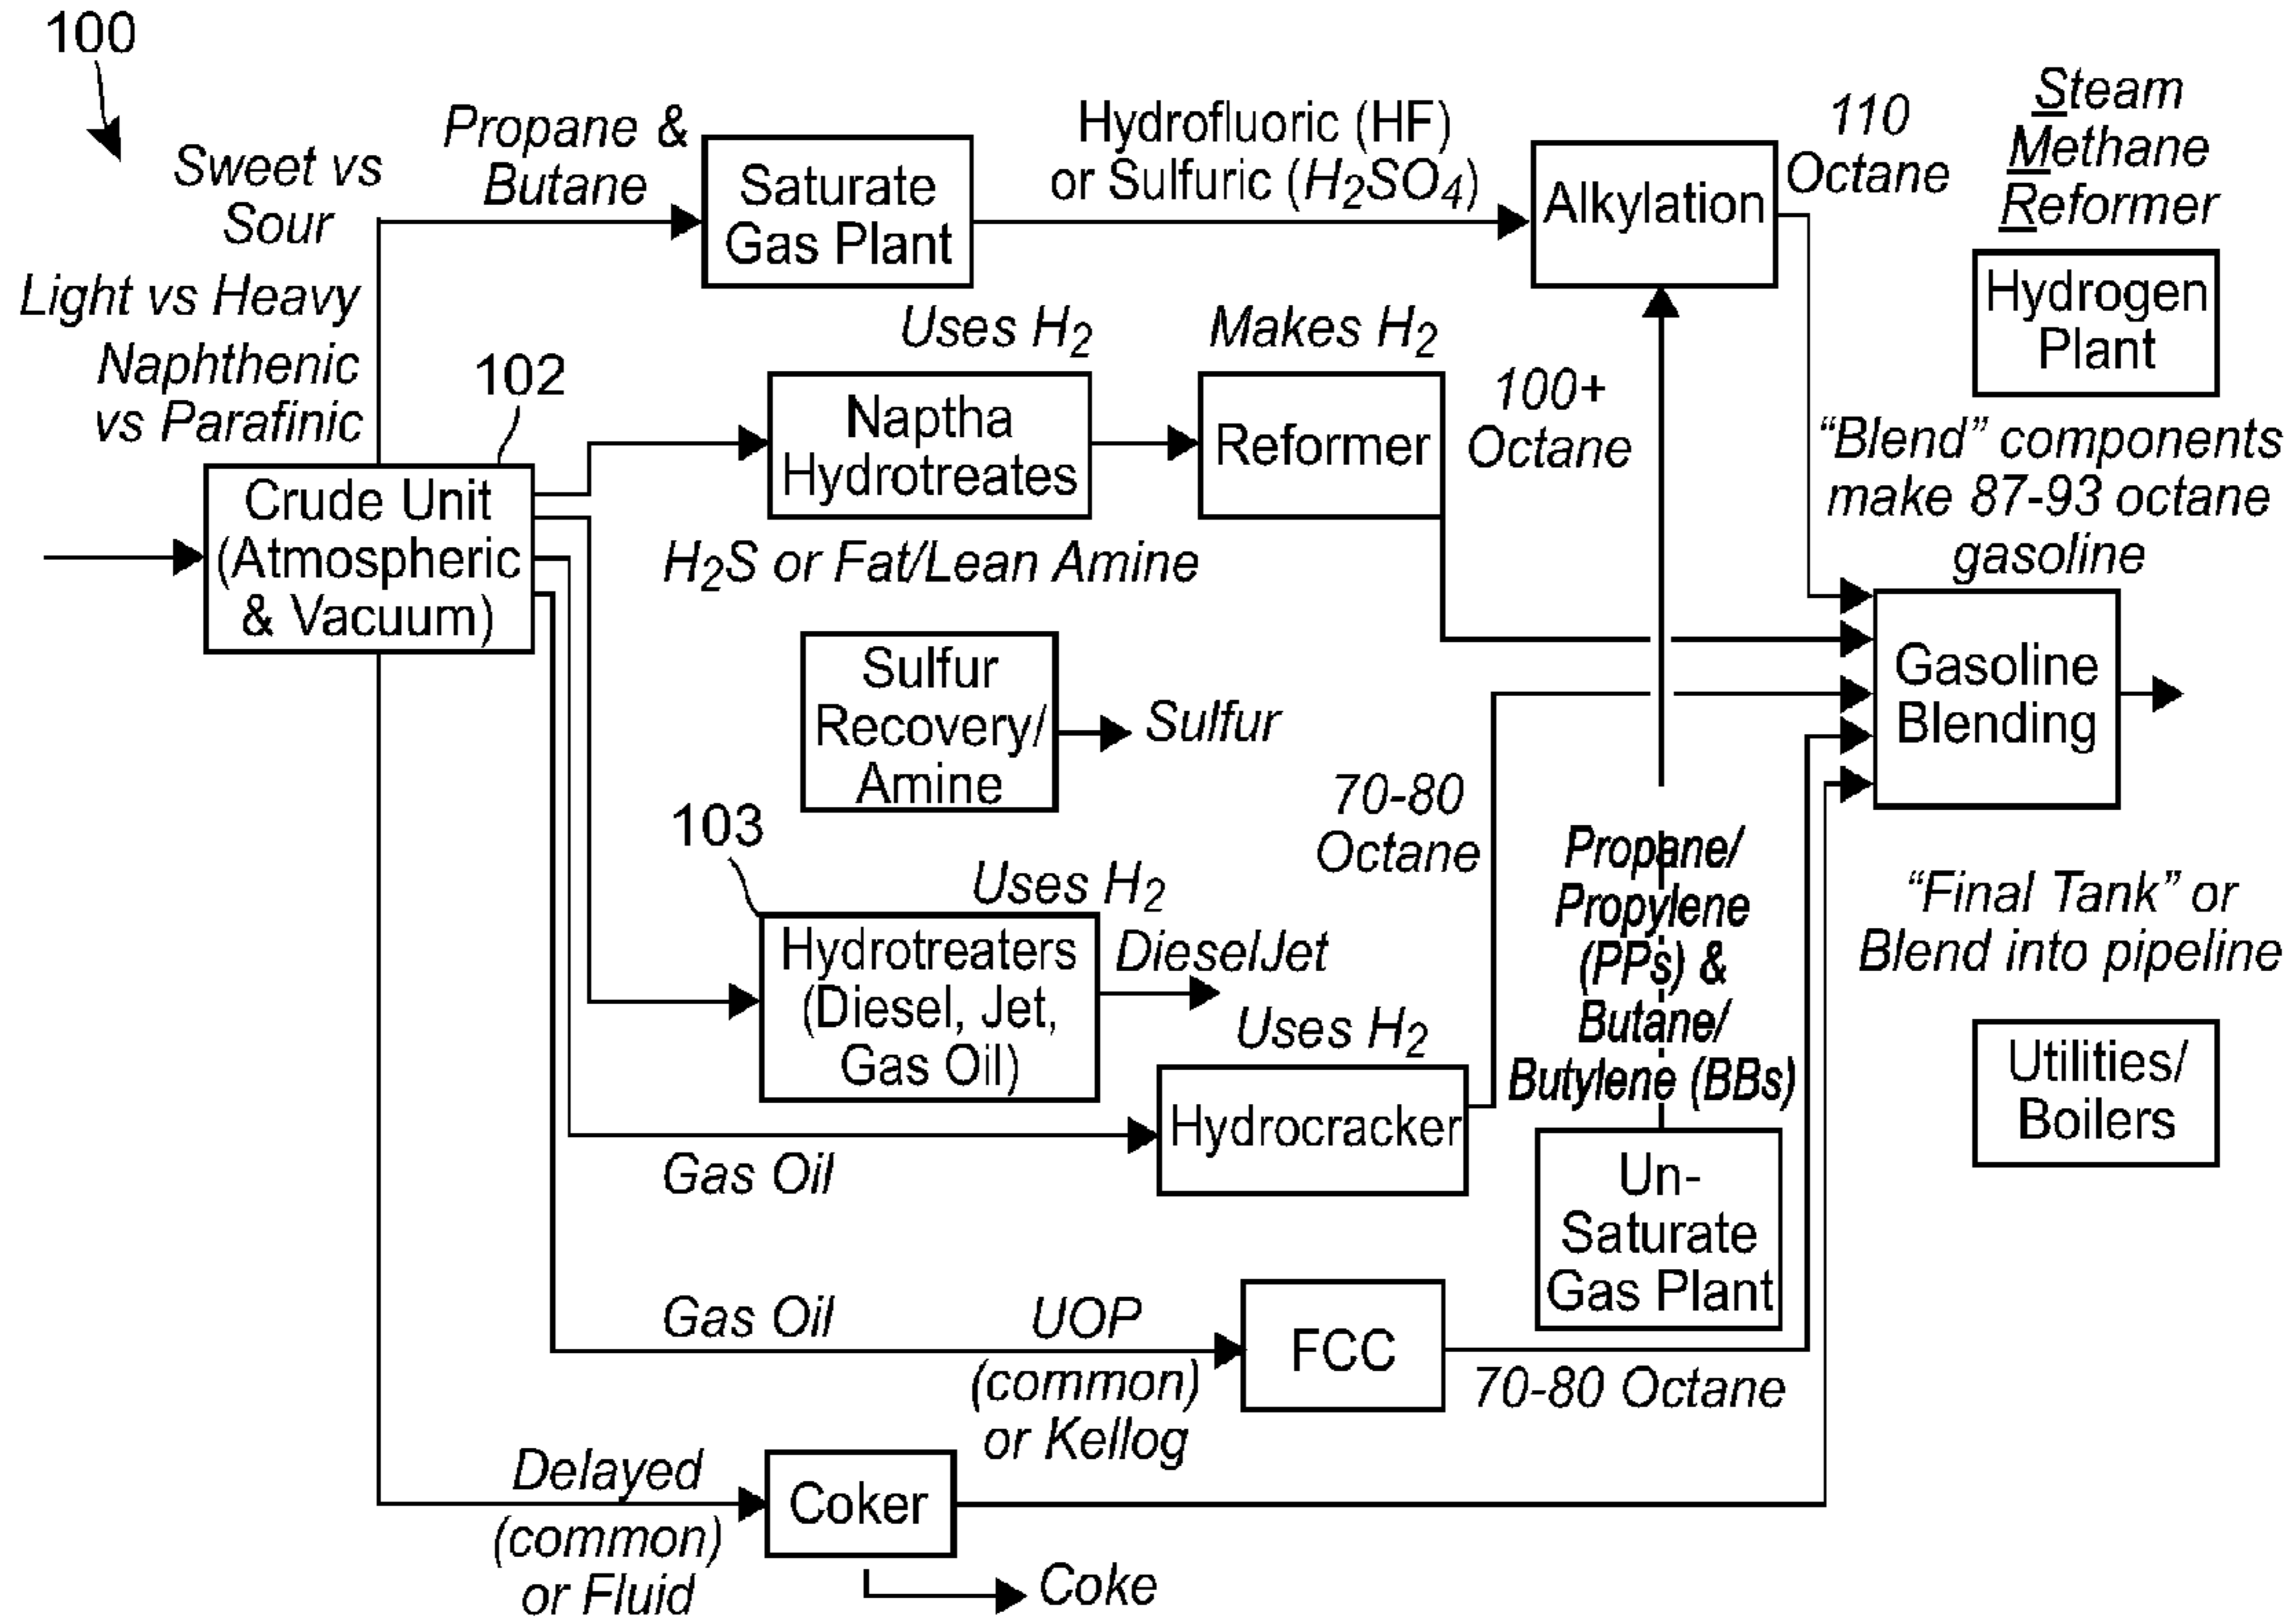 100
Sweet vs
Sour
Light vs Heavy
Naphthenic
vs Parafinic
102
Crude Unit
(Atmospheric
& Vacuum)
Propane &
Butane
Saturate
Gas Plant
Hydrofluoric (HF)
or Sulfuric (H₂SO₄)
Alkylation
110
Octane
Steam
Methane
Reformer
Hydrogen
Plant
Uses H₂
Naptha
Hydrotreates
Makes H₂
Reformer
100+
Octane
“Blend” components
make 87-93 octane
gasoline
H₂S or Fat/Lean Amine
Sulfur
Recovery/
Amine
Sulfur
Gasoline
Blending
103
Uses H₂
Hydrotreaters
(Diesel, Jet,
Gas Oil)
DieselJet
70-80
Octane
Propane/
Propylene
(PPs) &
Butane/
Butylene (BBs)
“Final Tank” or
Blend into pipeline
Uses H₂
Hydrocracker
Gas Oil
Un-
Saturate
Gas Plant
Utilities/
Boilers
Gas Oil
UOP
(common)
or Kellog
FCC
70-80 Octane
Delayed
(common)
or Fluid
Coker
Coke